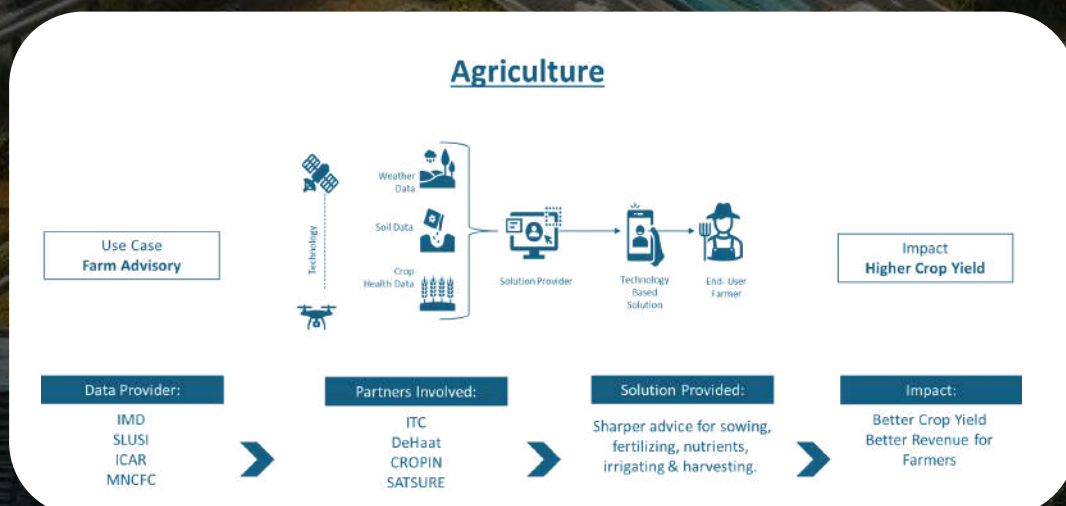 Agriculture
Use Case
Farm Advisory
Technology
Weather
Data
Soil Data
Crop
Health Data
Solution Provider
Technology
Based
Solution
End- User
Farmer
Impact
Higher Crop Yield
Data Provider:
IMD
SLUSI
ICAR
MNCFC
Partners Involved:
ITC
DeHaat
CROPIN
SATSURE
Solution Provided:
Sharper advice for sowing,
fertilizing, nutrients,
irrigating & harvesting.
Impact:
Better Crop Yield
Better Revenue for
Farmers